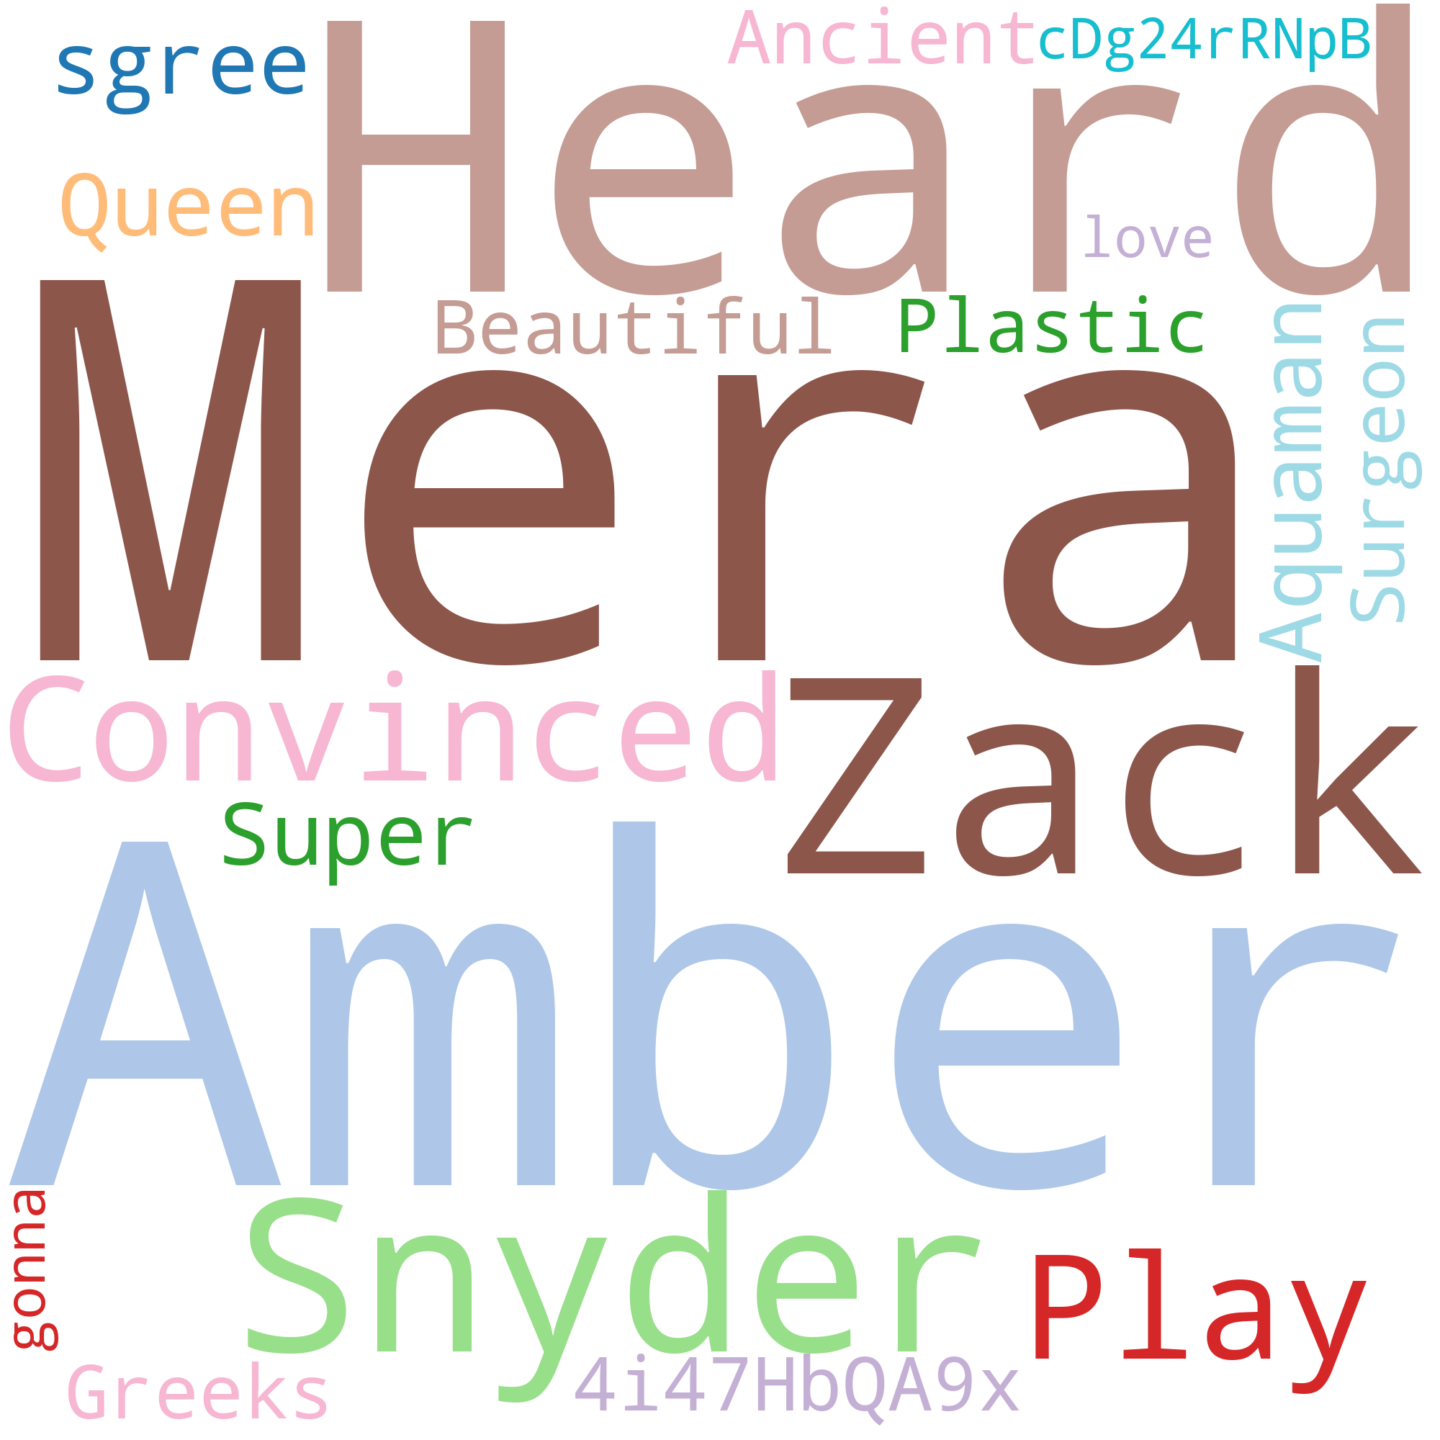 Ancient cDg24rRNpB
sgree
Heard
Queen
love
Beautiful Plastic
Mera
Aquaman
Surgeon
Convinced
Zack
Super
Amber
gonna
Snyder
Play
Greeks
4i47HbQA9x